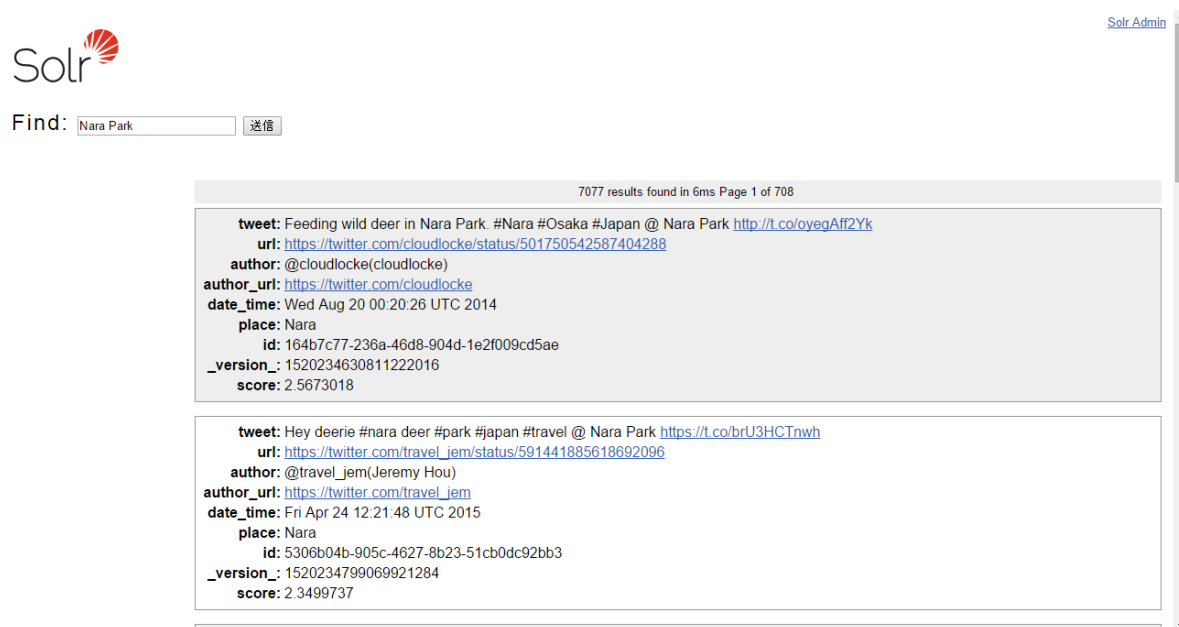 Solr Admin
Solr
Find: Nara Park 送信
7077 results found in 6ms Page 1 of 708
tweet: Feeding wild deer in Nara Park. #Nara #Osaka #Japan @ Nara Park http://t.co/oyegAff2Yk
url: https://twitter.com/cloudlocke/status/501750542587404288
author: @cloudlocke(cloudlocke)
author_url: https://twitter.com/cloudlocke
date_time: Wed Aug 20 00:20:26 UTC 2014
place: Nara
id: 164b7c77-236a-46d8-904d-1e2f009cd5ae
_version_: 1520234630811222016
score: 2.5673018
tweet: Hey deerie #nara deer #park #japan #travel @ Nara Park https://t.co/brU3HCTnwh
url: https://twitter.com/travel_jem/status/591441885618692096
author: @travel_jem(Jeremy Hou)
author_url: https://twitter.com/travel_jem
date_time: Fri Apr 24 12:21:48 UTC 2015
place: Nara
id: 5306b04b-905c-4627-8b23-51cb0dc92bb3
_version_: 1520234799069921284
score: 2.3499737